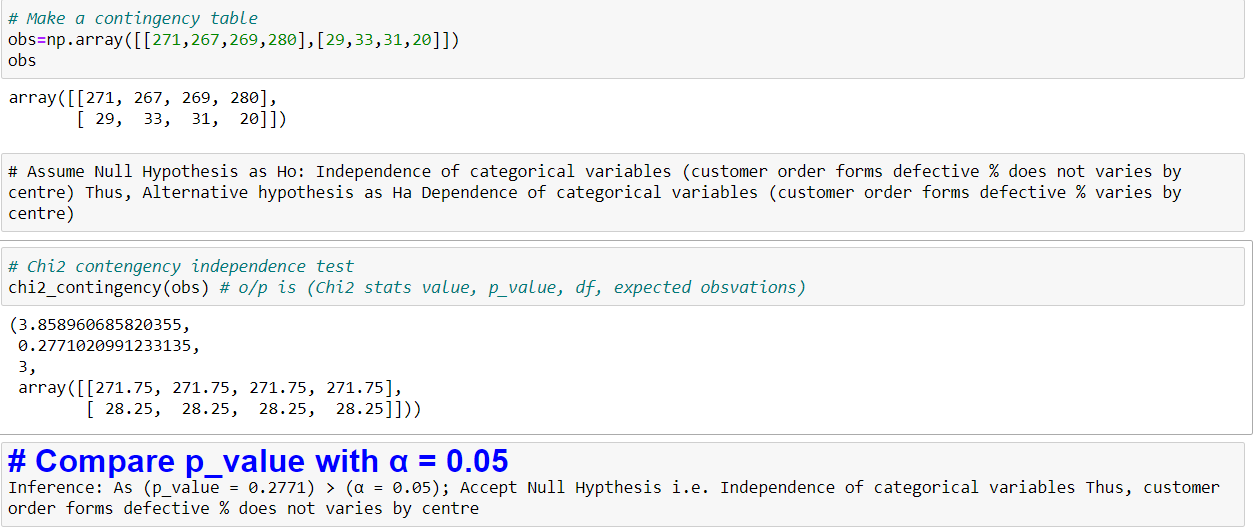 # Make a contingency table
obs=np.array([[271,267,269,280],[29,33,31,20]])
obs
array([[271, 267, 269, 280],
[ 29, 33, 31, 20]])
# Assume Null Hypothesis as Ho: Independence of categorical variables (customer order forms defective % does not varies by
centre) Thus, Alternative hypothesis as Ha Dependence of categorical variables (customer order forms defective % varies by
centre)
# Chi2 contengency independence test
chi2_contingency(obs) # o/p is (Chi2 stats value, p_value, df, expected obsvations)
(3.858960685820355,
0.2771020991233135,
3,
array([[271.75, 271.75, 271.75, 271.75],
[ 28.25, 28.25, 28.25, 28.25]]))
# Compare p_value with α = 0.05
Inference: As (p_value = 0.2771) > (α = 0.05); Accept Null Hypthesis i.e. Independence of categorical variables Thus, customer
order forms defective % does not varies by centre